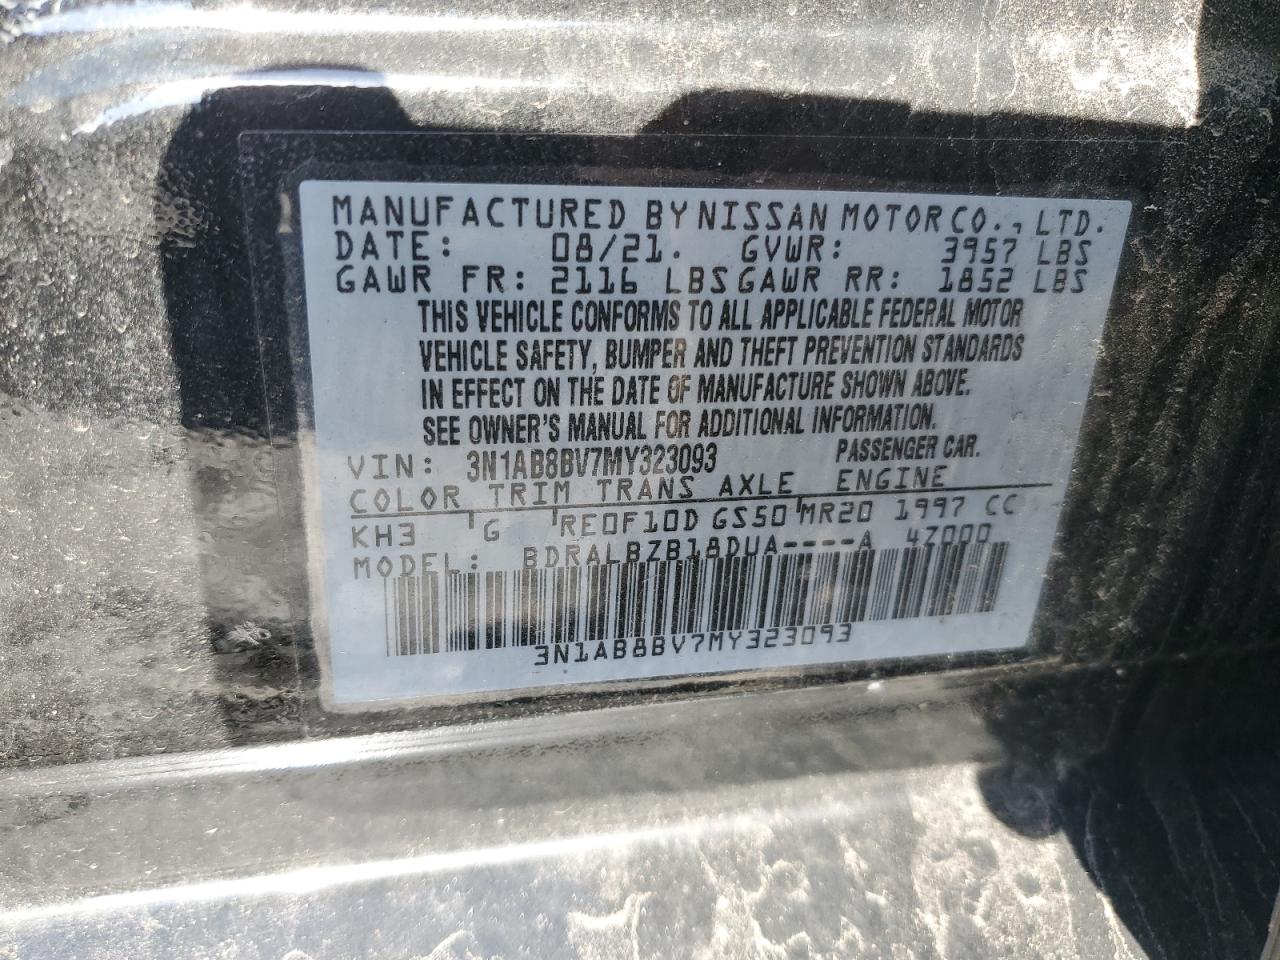 MANUFACTURED BY NISSAN MOTOR CO., LTD.
DATE: 08/21. GVWR: 3957 LBS
GAWR FR: 2116 LBS GAWR RR: 1852 LBS
THIS VEHICLE CONFORMS TO ALL APPLICABLE FEDERAL MOTOR
VEHICLE SAFETY, BUMPER AND THEFT PREVENTION STANDARDS
IN EFFECT ON THE DATE OF MANUFACTURE SHOWN ABOVE.
SEE OWNER'S MANUAL FOR ADDITIONAL INFORMATION.
VIN: 3N1AB8BV7MY323093 PASSENGER CAR.
COLOR TRIM TRANS AXLE ENGINE
KH3 G RE0F10D GS50 MR20 1997 CC
MODEL: BDRALBZB18DUA----A 4Z000
3N1AB8BV7MY323093